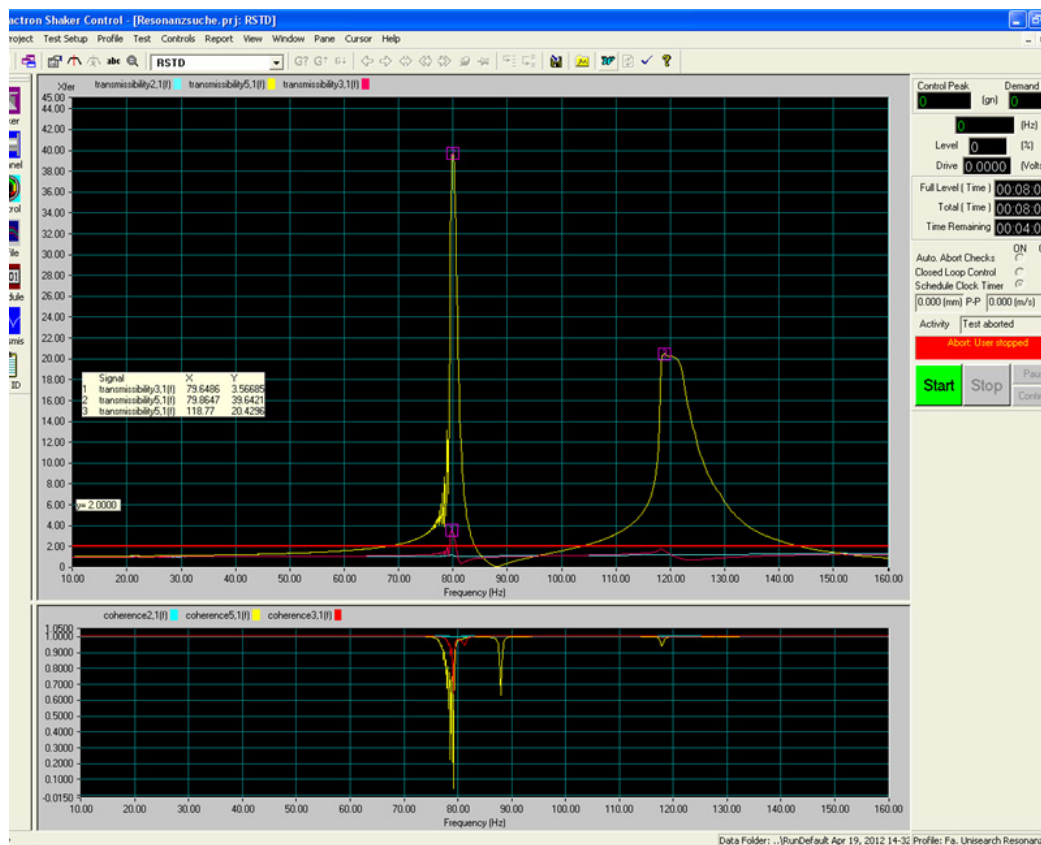 actron Shaker Control - [Resonanzsuche.prj: RSTD]
roject Test Setup Profile Test Controls Report View Window Pane Cursor Help
abc RSTD G? G↑ G↓
Xfer transmissibility2,1(f) transmissibility5,1(f) transmissibility3,1(f)
45.00
44.00
42.00
40.00
38.00
36.00
34.00
32.00
30.00
28.00
26.00
24.00
22.00
20.00
18.00
16.00
14.00
12.00
10.00
8.00
6.00
4.00
2.00
0
Signal X Y
1 transmissibility3,1(f) 79.6486 3.56685
2 transmissibility5,1(f) 79.8647 39.6421
3 transmissibility5,1(f) 118.77 20.4296
y= 2.0000
10.00 20.00 30.00 40.00 50.00 60.00 70.00 80.00 90.00 100.00 110.00 120.00 130.00 140.00 150.00 160.00
Frequency (Hz)
coherence2,1(f) coherence5,1(f) coherence3,1(f)
1.0500
1.0000
0.9000
0.8000
0.7000
0.6000
0.5000
0.4000
0.3000
0.2000
0.1000
-0.0150
10.00 20.00 30.00 40.00 50.00 60.00 70.00 80.00 90.00 100.00 110.00 120.00 130.00 140.00 150.00 160.00
Frequency (Hz)
ker
nnel
rol
file
01
dule
smis
ID
Control Peak Demand
0 (gn) 0
0 (Hz)
Level 0 (%)
Drive 0.0000 (Volts
Full Level ( Time ) 00:08:0
Total ( Time ) 00:08:0
Time Remaining 00:04:0
ON
Auto. Abort Checks
Closed Loop Control
Schedule Clock Timer
0.000 (mm) P-P 0.000 (m/s)
Activity Test aborted
Abort: User stopped
Start Stop Pau
Contin
Data Folder: ..\RunDefault Apr 19, 2012 14-32 Profile: Fa. Unisearch Resonanz